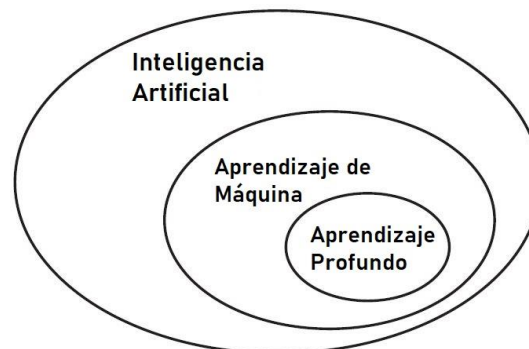 Inteligencia
Artificial
Aprendizaje de
Máquina
Aprendizaje
Profundo